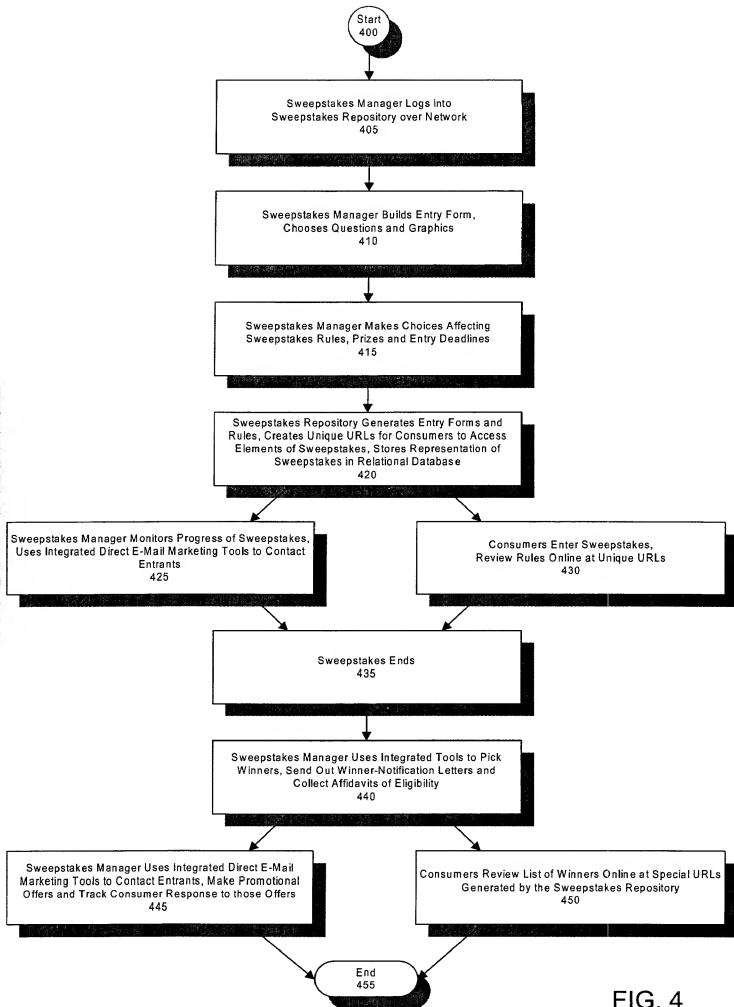 Start
400
Sweepstakes Manager Logs into
Sweepstakes Repository over Network
405
Sweepstakes Manager Builds Entry Form,
Chooses Questions and Graphics
410
Sweepstakes Manager Makes Choices Affecting
Sweepstakes Rules, Prizes and Entry Deadlines
415
Sweepstakes Repository Generates Entry Forms and
Rules, Creates Unique URLs for Consumers to Access
Elements of Sweepstakes, Stores Representation of
Sweepstakes in Relational Database
420
Sweepstakes Manager Monitors Progress of Sweepstakes,
Uses Integrated Direct E-Mail Marketing Tools to Contact
Entrants
425
Consumers Enter Sweepstakes,
Review Rules Online at Unique URLs
430
Sweepstakes Ends
435
Sweepstakes Manager Uses Integrated Tools to Pick
Winners, Send Out Winner-Notification Letters and
Collect Affidavits of Eligibility
440
Sweepstakes Manager Uses Integrated Direct E-Mail
Marketing Tools to Contact Entrants, Make Promotional
Offers and Track Consumer Response to those Offers
445
Consumers Review List of Winners Online at Special URLs
Generated by the Sweepstakes Repository
450
End
455
FIG. 4